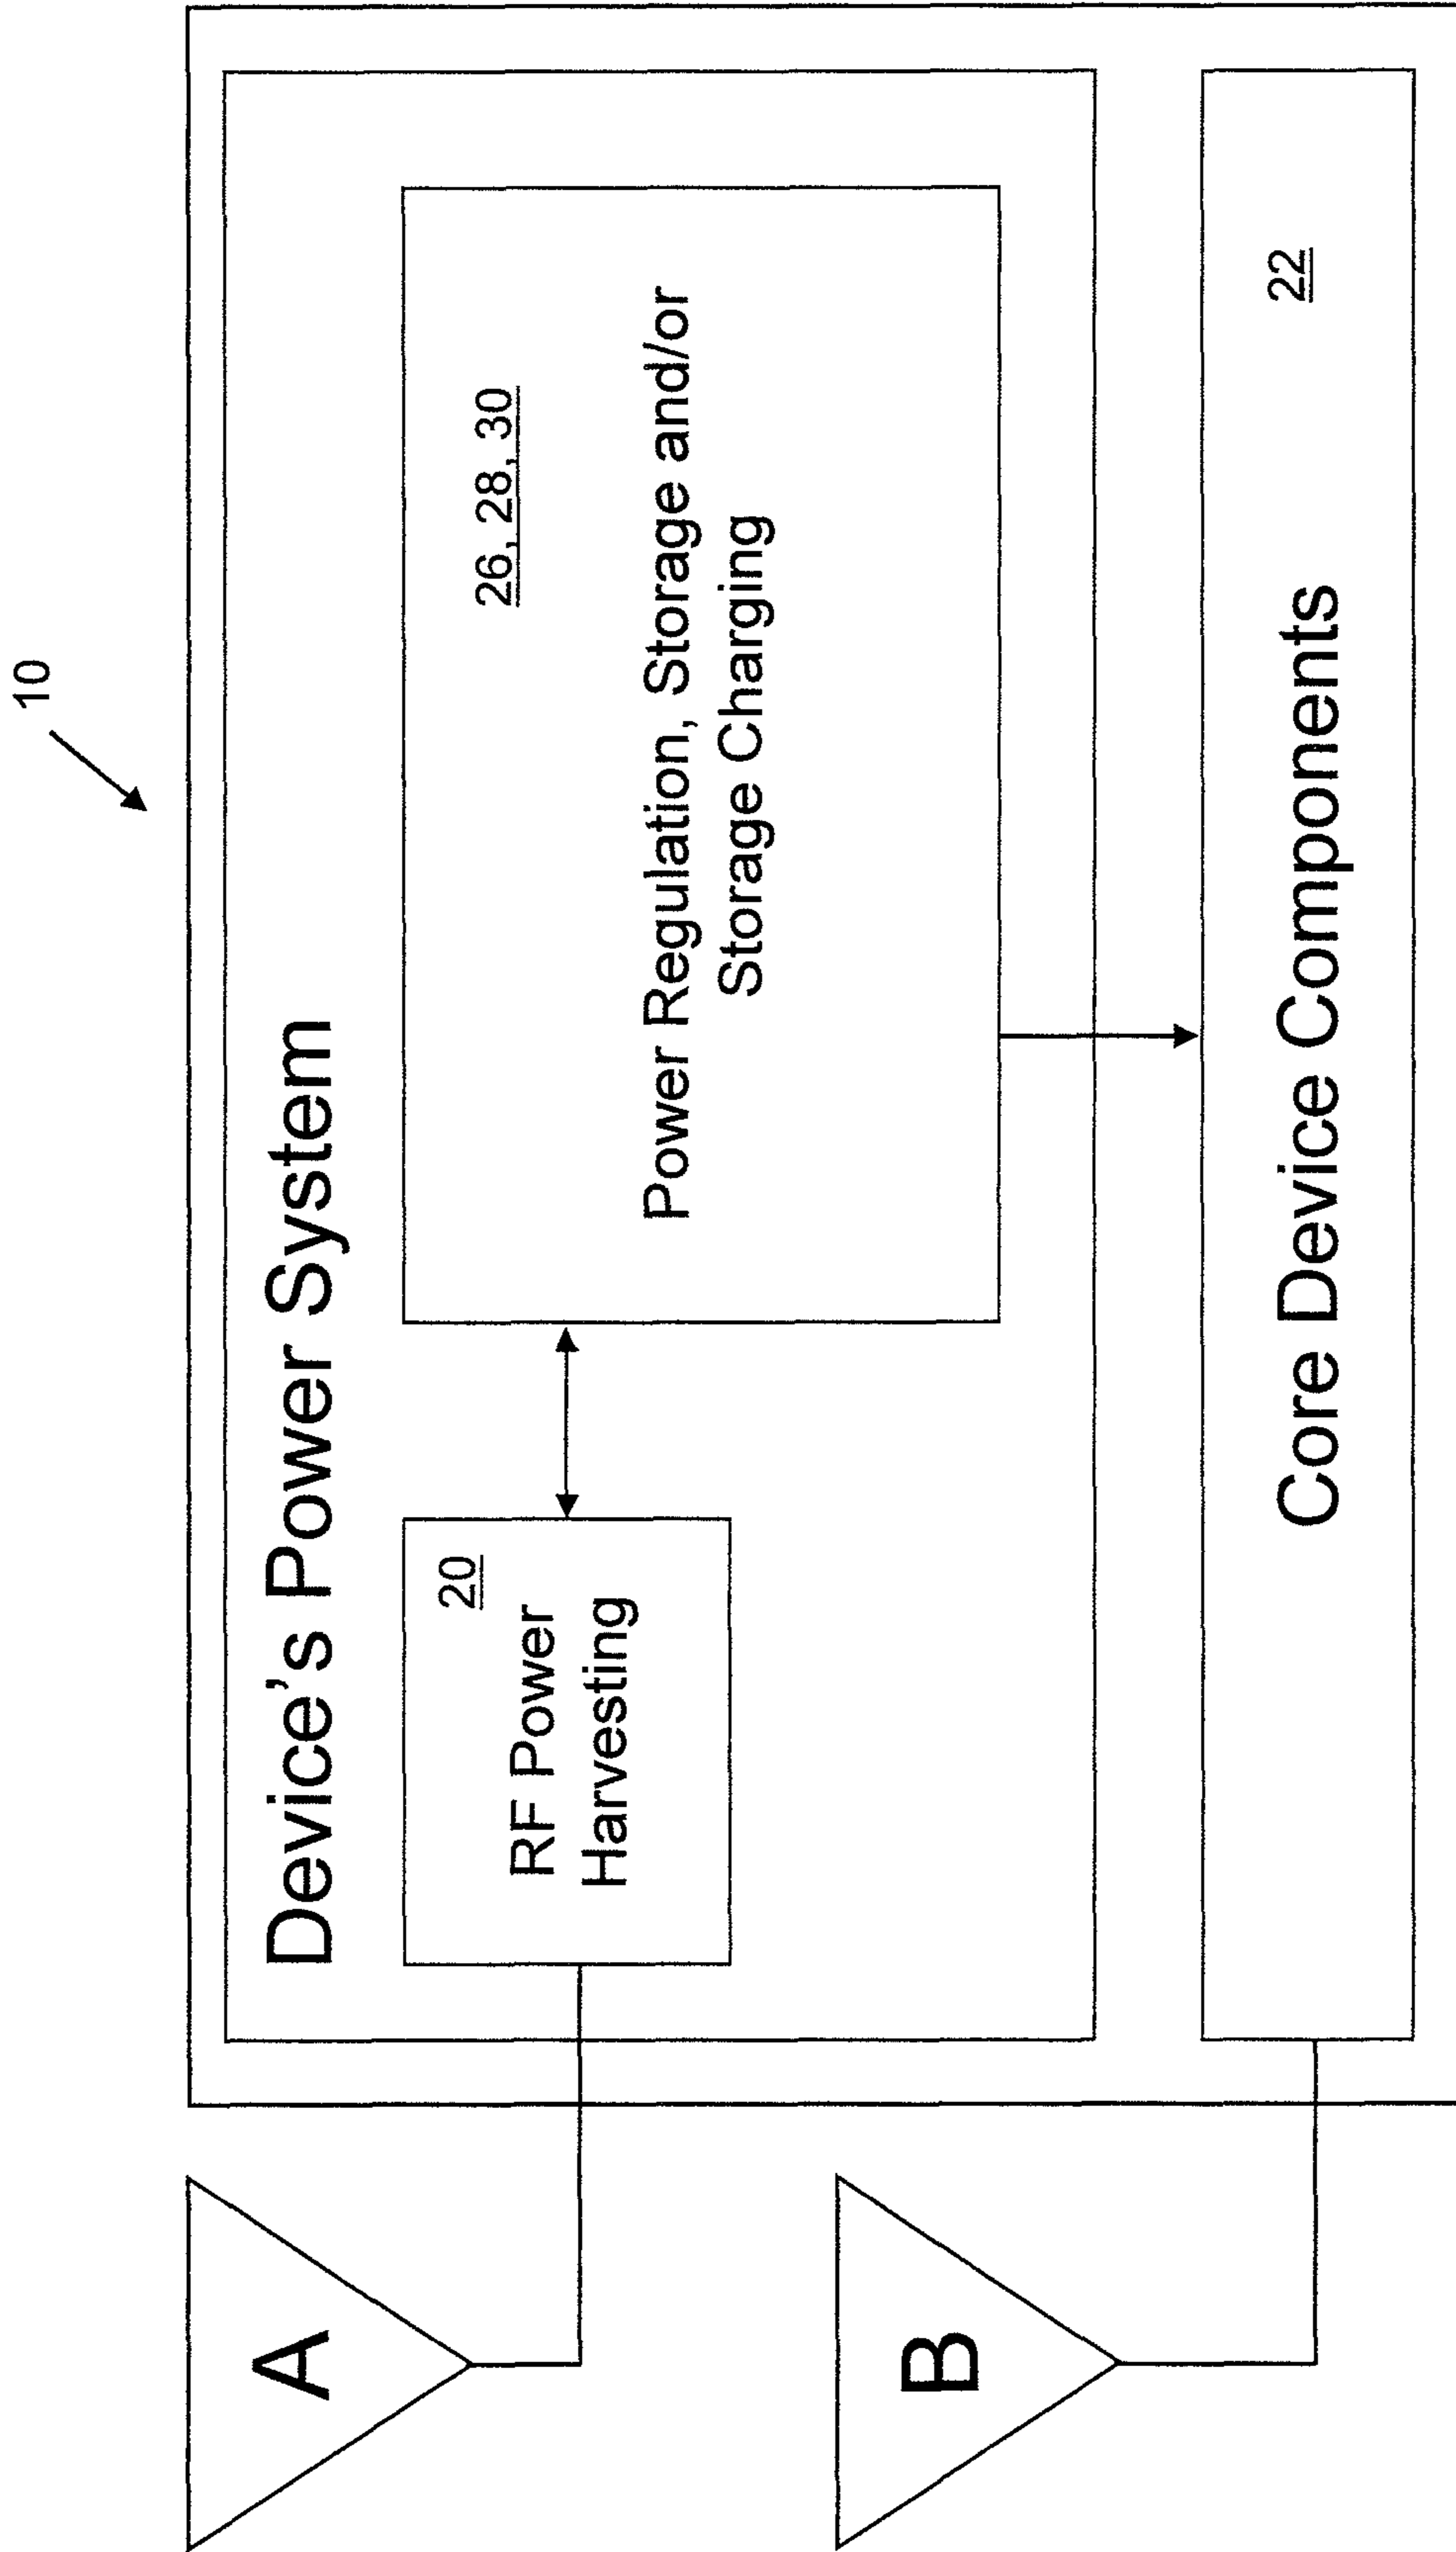 10
Device's Power System
A
20
RF Power
Harvesting
26, 28, 30
Power Regulation, Storage and/or
Storage Charging
B
22
Core Device Components